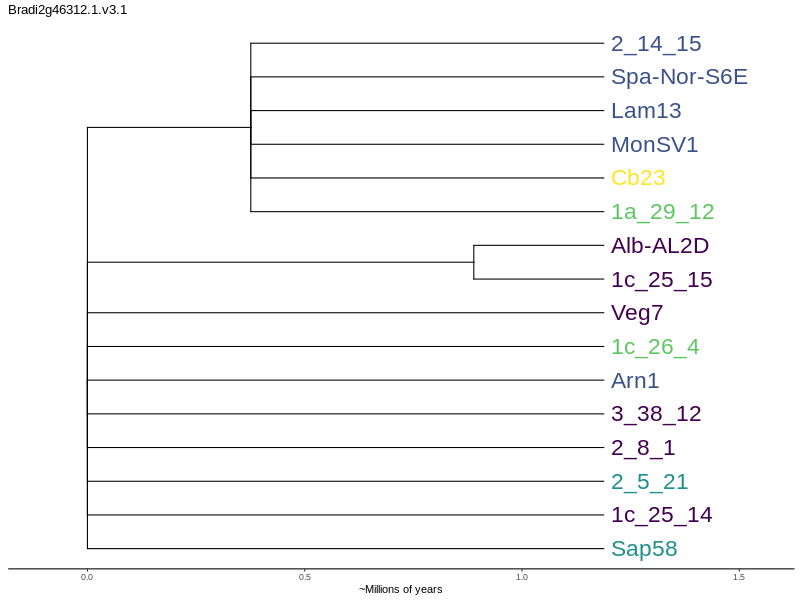 Bradi2g46312.1.v3.1
2_14_15
Spa-Nor-S6E
Lam13
MonSV1
Cb23
1a_29_12
Alb-AL2D
1c_25_15
Veg7
1c_26_4
Arn1
3_38_12
2_8_1
2_5_21
1c_25_14
Sap58
0.0 0.5 1.0 1.5
~Millions of years